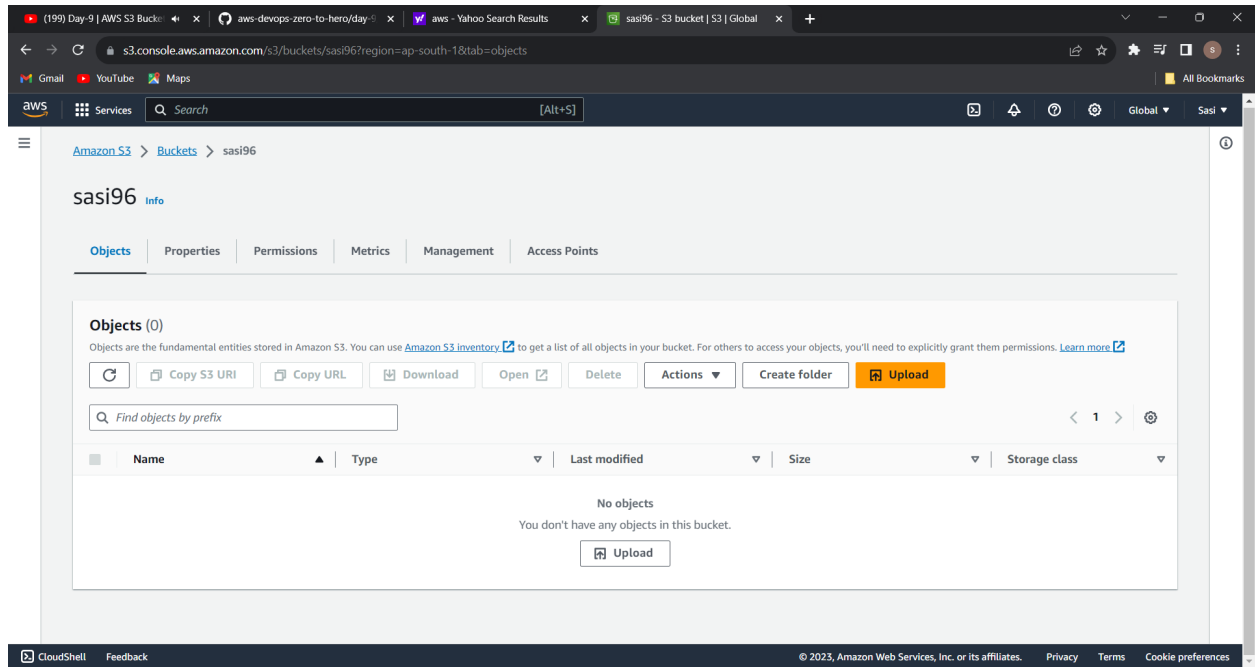 (199) Day-9 | AWS S3 Bucke
aws-devops-zero-to-hero/day-9
aws - Yahoo Search Results
sasi96 - S3 bucket | S3 | Global
s3.console.aws.amazon.com/s3/buckets/sasi96?region=ap-south-1&tab=objects
Gmail YouTube Maps All Bookmarks
aws Services Search [Alt+S] Global Sasi
Amazon S3 > Buckets > sasi96
sasi96 Info
Objects Properties Permissions Metrics Management Access Points
Objects (0)
Objects are the fundamental entities stored in Amazon S3. You can use Amazon S3 inventory to get a list of all objects in your bucket. For others to access your objects, you'll need to explicitly grant them permissions. Learn more
Copy S3 URI Copy URL Download Open Delete Actions Create folder Upload
Find objects by prefix 1
Name Type Last modified Size Storage class
No objects
You don't have any objects in this bucket.
Upload
CloudShell Feedback © 2023, Amazon Web Services, Inc. or its affiliates. Privacy Terms Cookie preferences